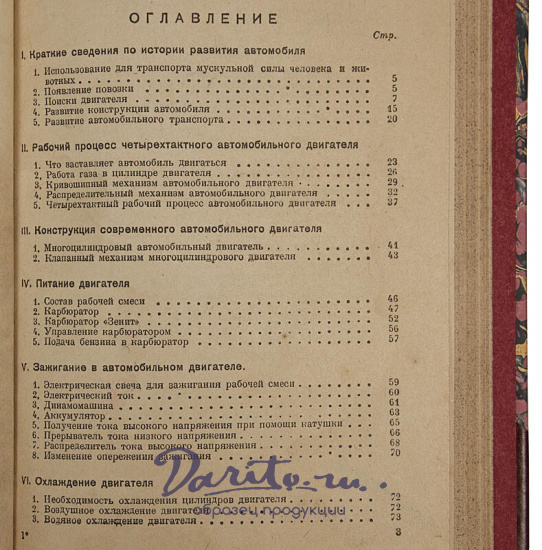 ОГЛАВЛЕНИЕ
Стр.
I. Краткие сведения по истории развития автомобиля
1. Использование для транспорта мускульной силы человека и жи-
вотных . . . 5
2. Появление повозки . . . 5
3. Поиски двигателя . . . 7
4. Развитие конструкции автомобиля . . . 15
5. Развитие автомобильного транспорта . . . 20
II. Рабочий процесс четырехтактного автомобильного двигателя
1. Что заставляет автомобиль двигаться . . . 23
2. Работа газа в цилиндре двигателя . . . 26
3. Кривошипный механизм автомобильного двигателя . . . 29
4. Распределительный механизм автомобильного двигателя . . . 32
5. Четырехтактный рабочий процесс автомобильного двигателя 37
III. Конструкция современного автомобильного двигателя
1. Многоцилиндровый автомобильный двигатель . . . 41
2. Клапанный механизм многоцилиндрового двигателя . . . 43
IV. Питание двигателя
1. Состав рабочей смеси . . . 46
2. Карбюратор . . . 47
3. Карбюратор «Зенит» . . . 52
4. Управление карбюратором . . . 56
5. Подача бензина в карбюратор . . . 57
V. Зажигание в автомобильном двигателе.
1. Электрическая свеча для зажигания рабочей смеси . . . 59
2. Электрический ток . . . 60
3. Динамомашина . . . 61
4. Аккумулятор . . . 63
5. Получение тока высокого напряжения при помощи катушки . . 65
6. Прерыватель тока низкого напряжения . . . 66
7. Распределитель тока высокого напряжения . . . 68
8. Изменение опережения зажигания . . . 70
VI. Охлаждение двигателя
1. Необходимость охлаждения цилиндров двигателя . . . 72
2. Воздушное охлаждение двигателя . . . 72
3. Водяное охлаждение двигателя . . . 73
1* 3
Darito.ru..
образец продукции